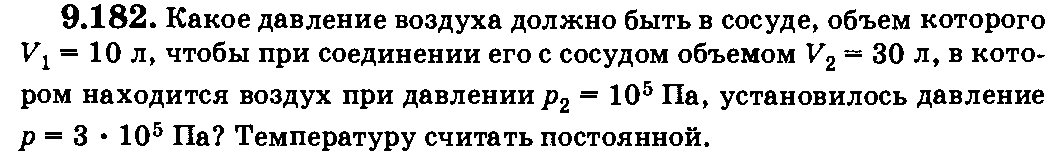 9.182. Какое давление воздуха должно быть в сосуде, объем которого
V₁ = 10 л, чтобы при соединении его с сосудом объемом V₂ = 30 л, в кото-
ром находится воздух при давлении p₂ = 10⁵ Па, установилось давление
p = 3 · 10⁵ Па? Температуру считать постоянной.